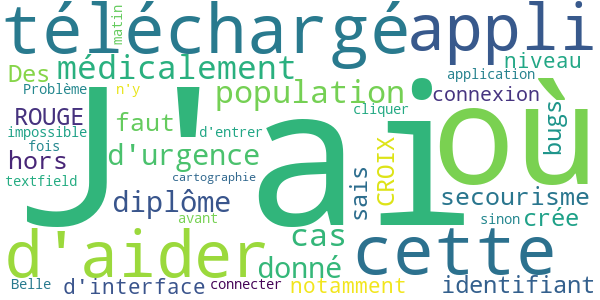 téléchargé appli
matin
Des médicalement niveau
Problème n'y population application
connexion
J'ai où
ROUGE faut cliquer bugs
impossible d'entrer
fois
hors d'urgence CROIX
textfield cartographie sais
diplôme secourisme
avant sinon crée
d'aider cas cette
donné
Belle d'interface connecter notamment identifiant